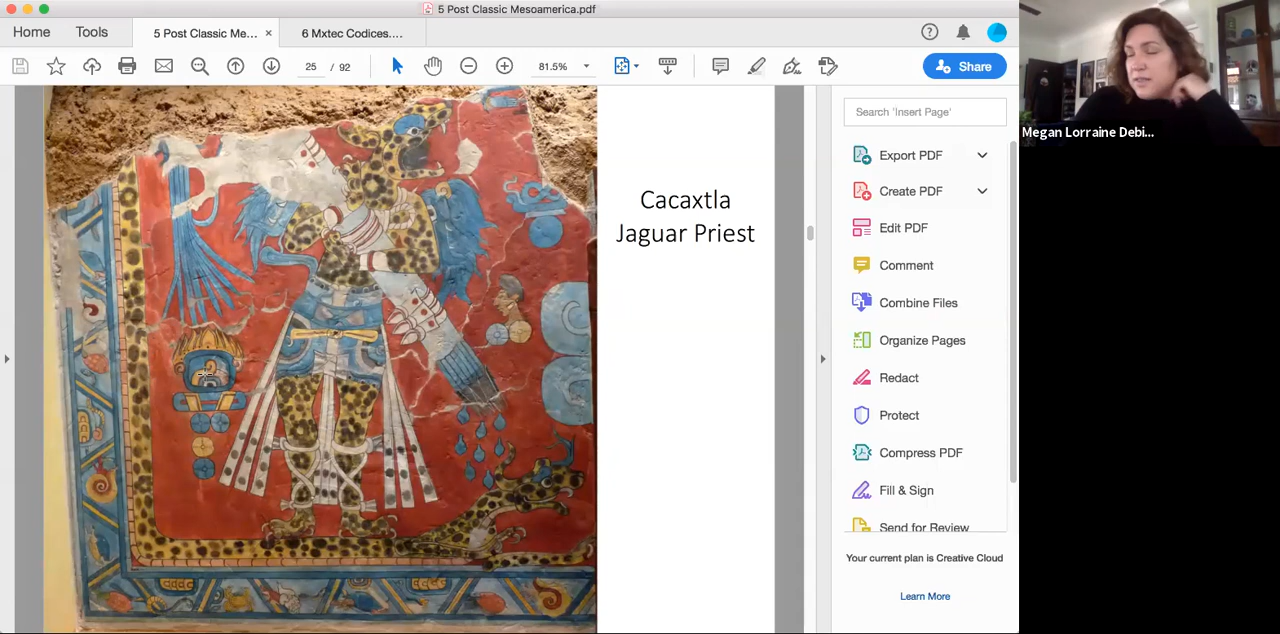 5 Post Classic Mesoamerica.pdf
Home
Tools
5 Post Classic Me...
×
6 Mxtec Codices....
25 / 92
81.5%
Share
Cacaxtla
Jaguar Priest
Search 'Insert Page'
Export PDF
Create PDF
Edit PDF
Comment
Combine Files
Organize Pages
Redact
Protect
Compress PDF
Fill & Sign
Send for Review
Your current plan is Creative Cloud
Learn More
Megan Lorraine Debi...